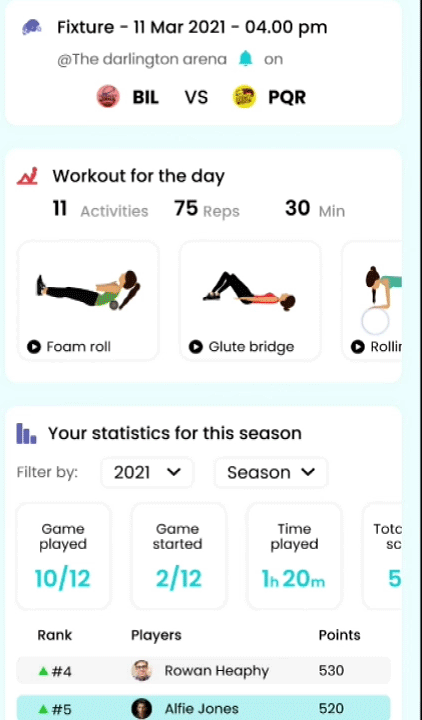 Fixture - 11 Mar 2021 - 04.00 pm
@The darlington arena on
BIL VS PQR
Workout for the day
11 Activities 75 Reps 30 Min
Foam roll Glute bridge
Your statistics for this season
Filter by: 2021 Season
Game played Game started Time played
10/12 2/12 1h 20m 5
Rank Players Points
#4 Rowan Heaphy 530
#5 Alfie Jones 520